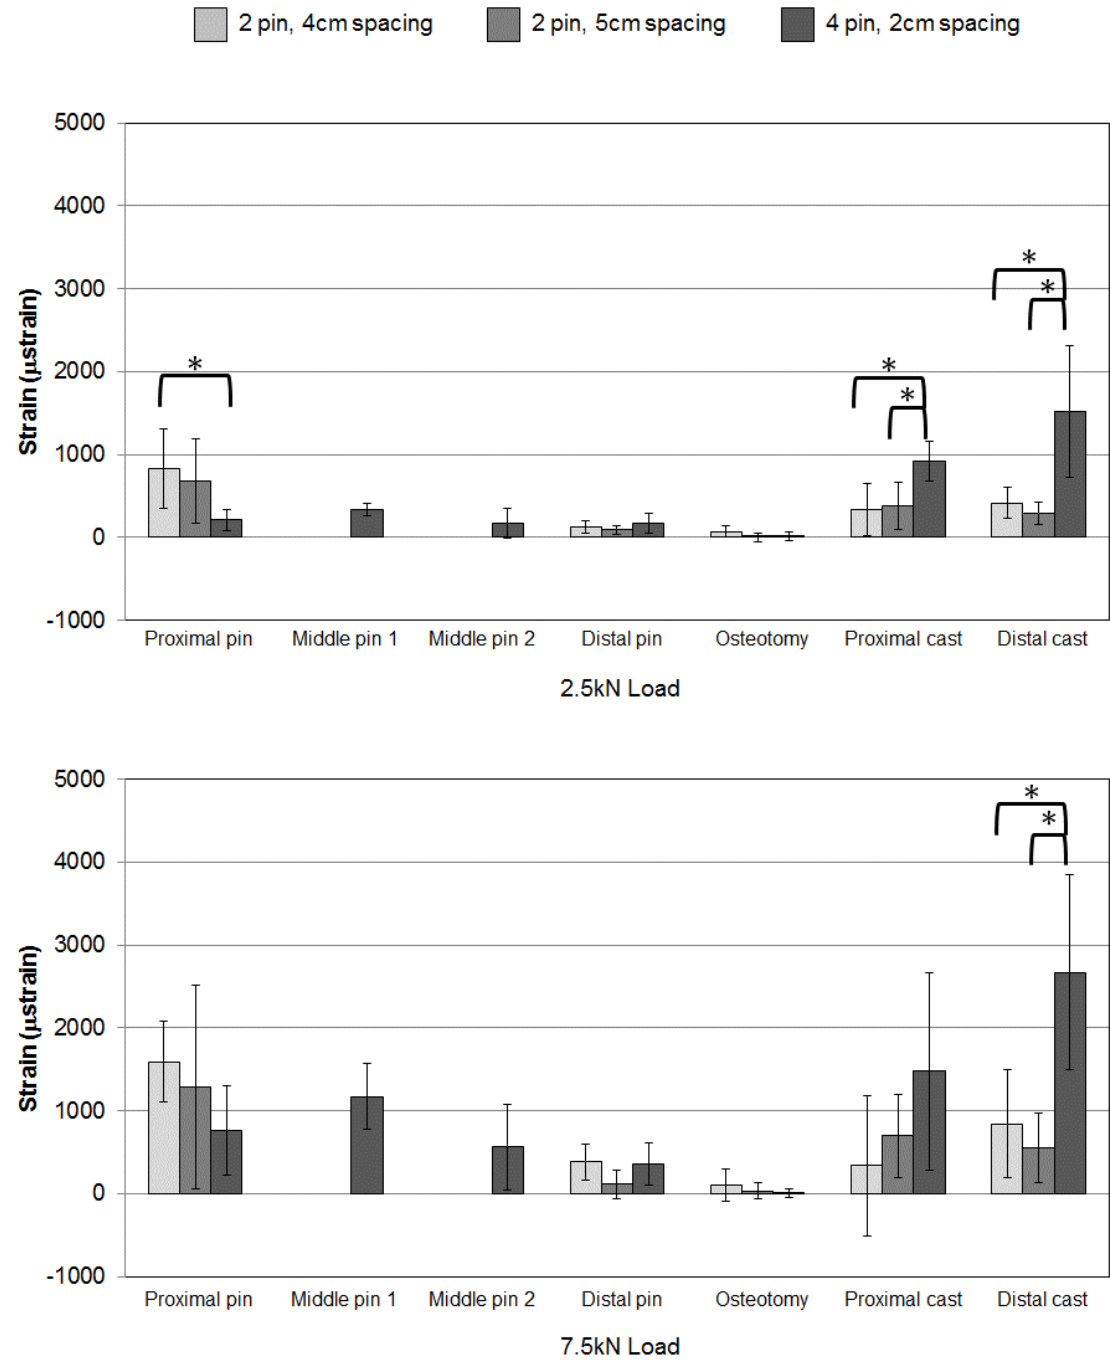 2 pin, 4cm spacing 2 pin, 5cm spacing 4 pin, 2cm spacing
5000
4000
3000
2000
1000
0
-1000
Strain (μstrain)
* * * * *
Proximal pin Middle pin 1 Middle pin 2 Distal pin Osteotomy Proximal cast Distal cast
2.5kN Load
5000
4000
3000
2000
1000
0
-1000
Strain (μstrain)
* *
Proximal pin Middle pin 1 Middle pin 2 Distal pin Osteotomy Proximal cast Distal cast
7.5kN Load